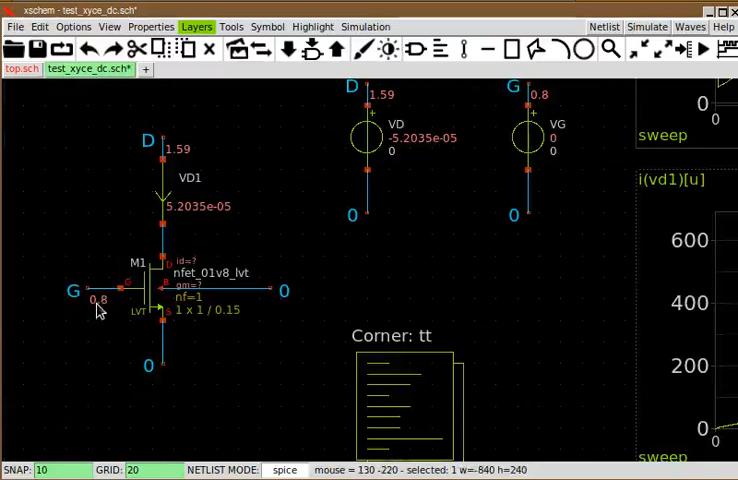 xschem - test_xyce_dc.sch*
File Edit Options View Properties Layers Tools Symbol Highlight Simulation Netlist Simulate Waves Help
top.sch test_xyce_dc.sch* +
D
1.59
VD1
5.2035e-05
M1
D
id=?
nfet_01v8_lvt
gm=?
G
B
nf=1
G
0.8
0
LVT
S
1 x 1 / 0.15
0
D
1.59
+
VD
-5.2035e-05
0
0
G
0.8
+
VG
0
0
0
Corner: tt
0
0
sweep
i(vd1)[u]
600
400
200
0
0
sweep
SNAP: 10 GRID: 20 NETLIST MODE: spice mouse = 130 -220 - selected: 1 w=-840 h=240